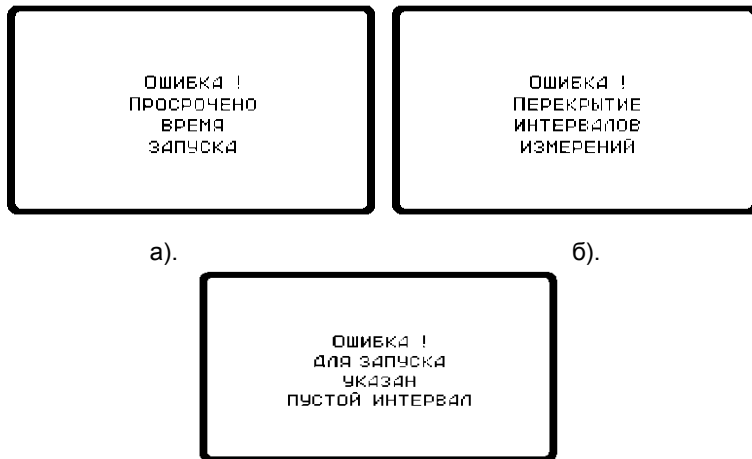 Ошибка !
Просрочено
время
запуска
Ошибка !
Перекрытие
интервалов
измерений
а).
б).
Ошибка !
для запуска
указан
пустой интервал